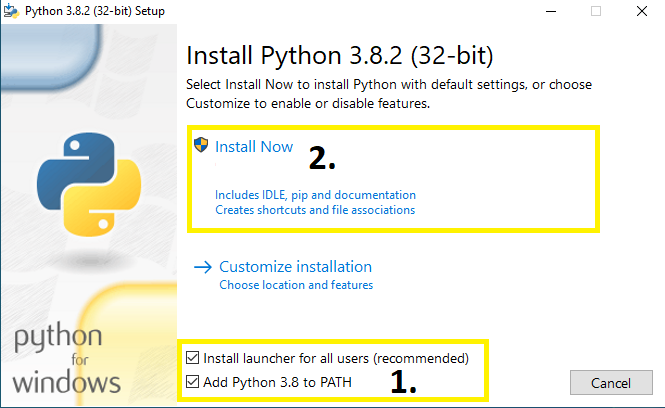 Python 3.8.2 (32-bit) Setup
Install Python 3.8.2 (32-bit)
Select Install Now to install Python with default settings, or choose
Customize to enable or disable features.
Install Now 2.
Includes IDLE, pip and documentation
Creates shortcuts and file associations
Customize installation
Choose location and features
Install launcher for all users (recommended)
Add Python 3.8 to PATH 1.
Cancel
python
for
windows